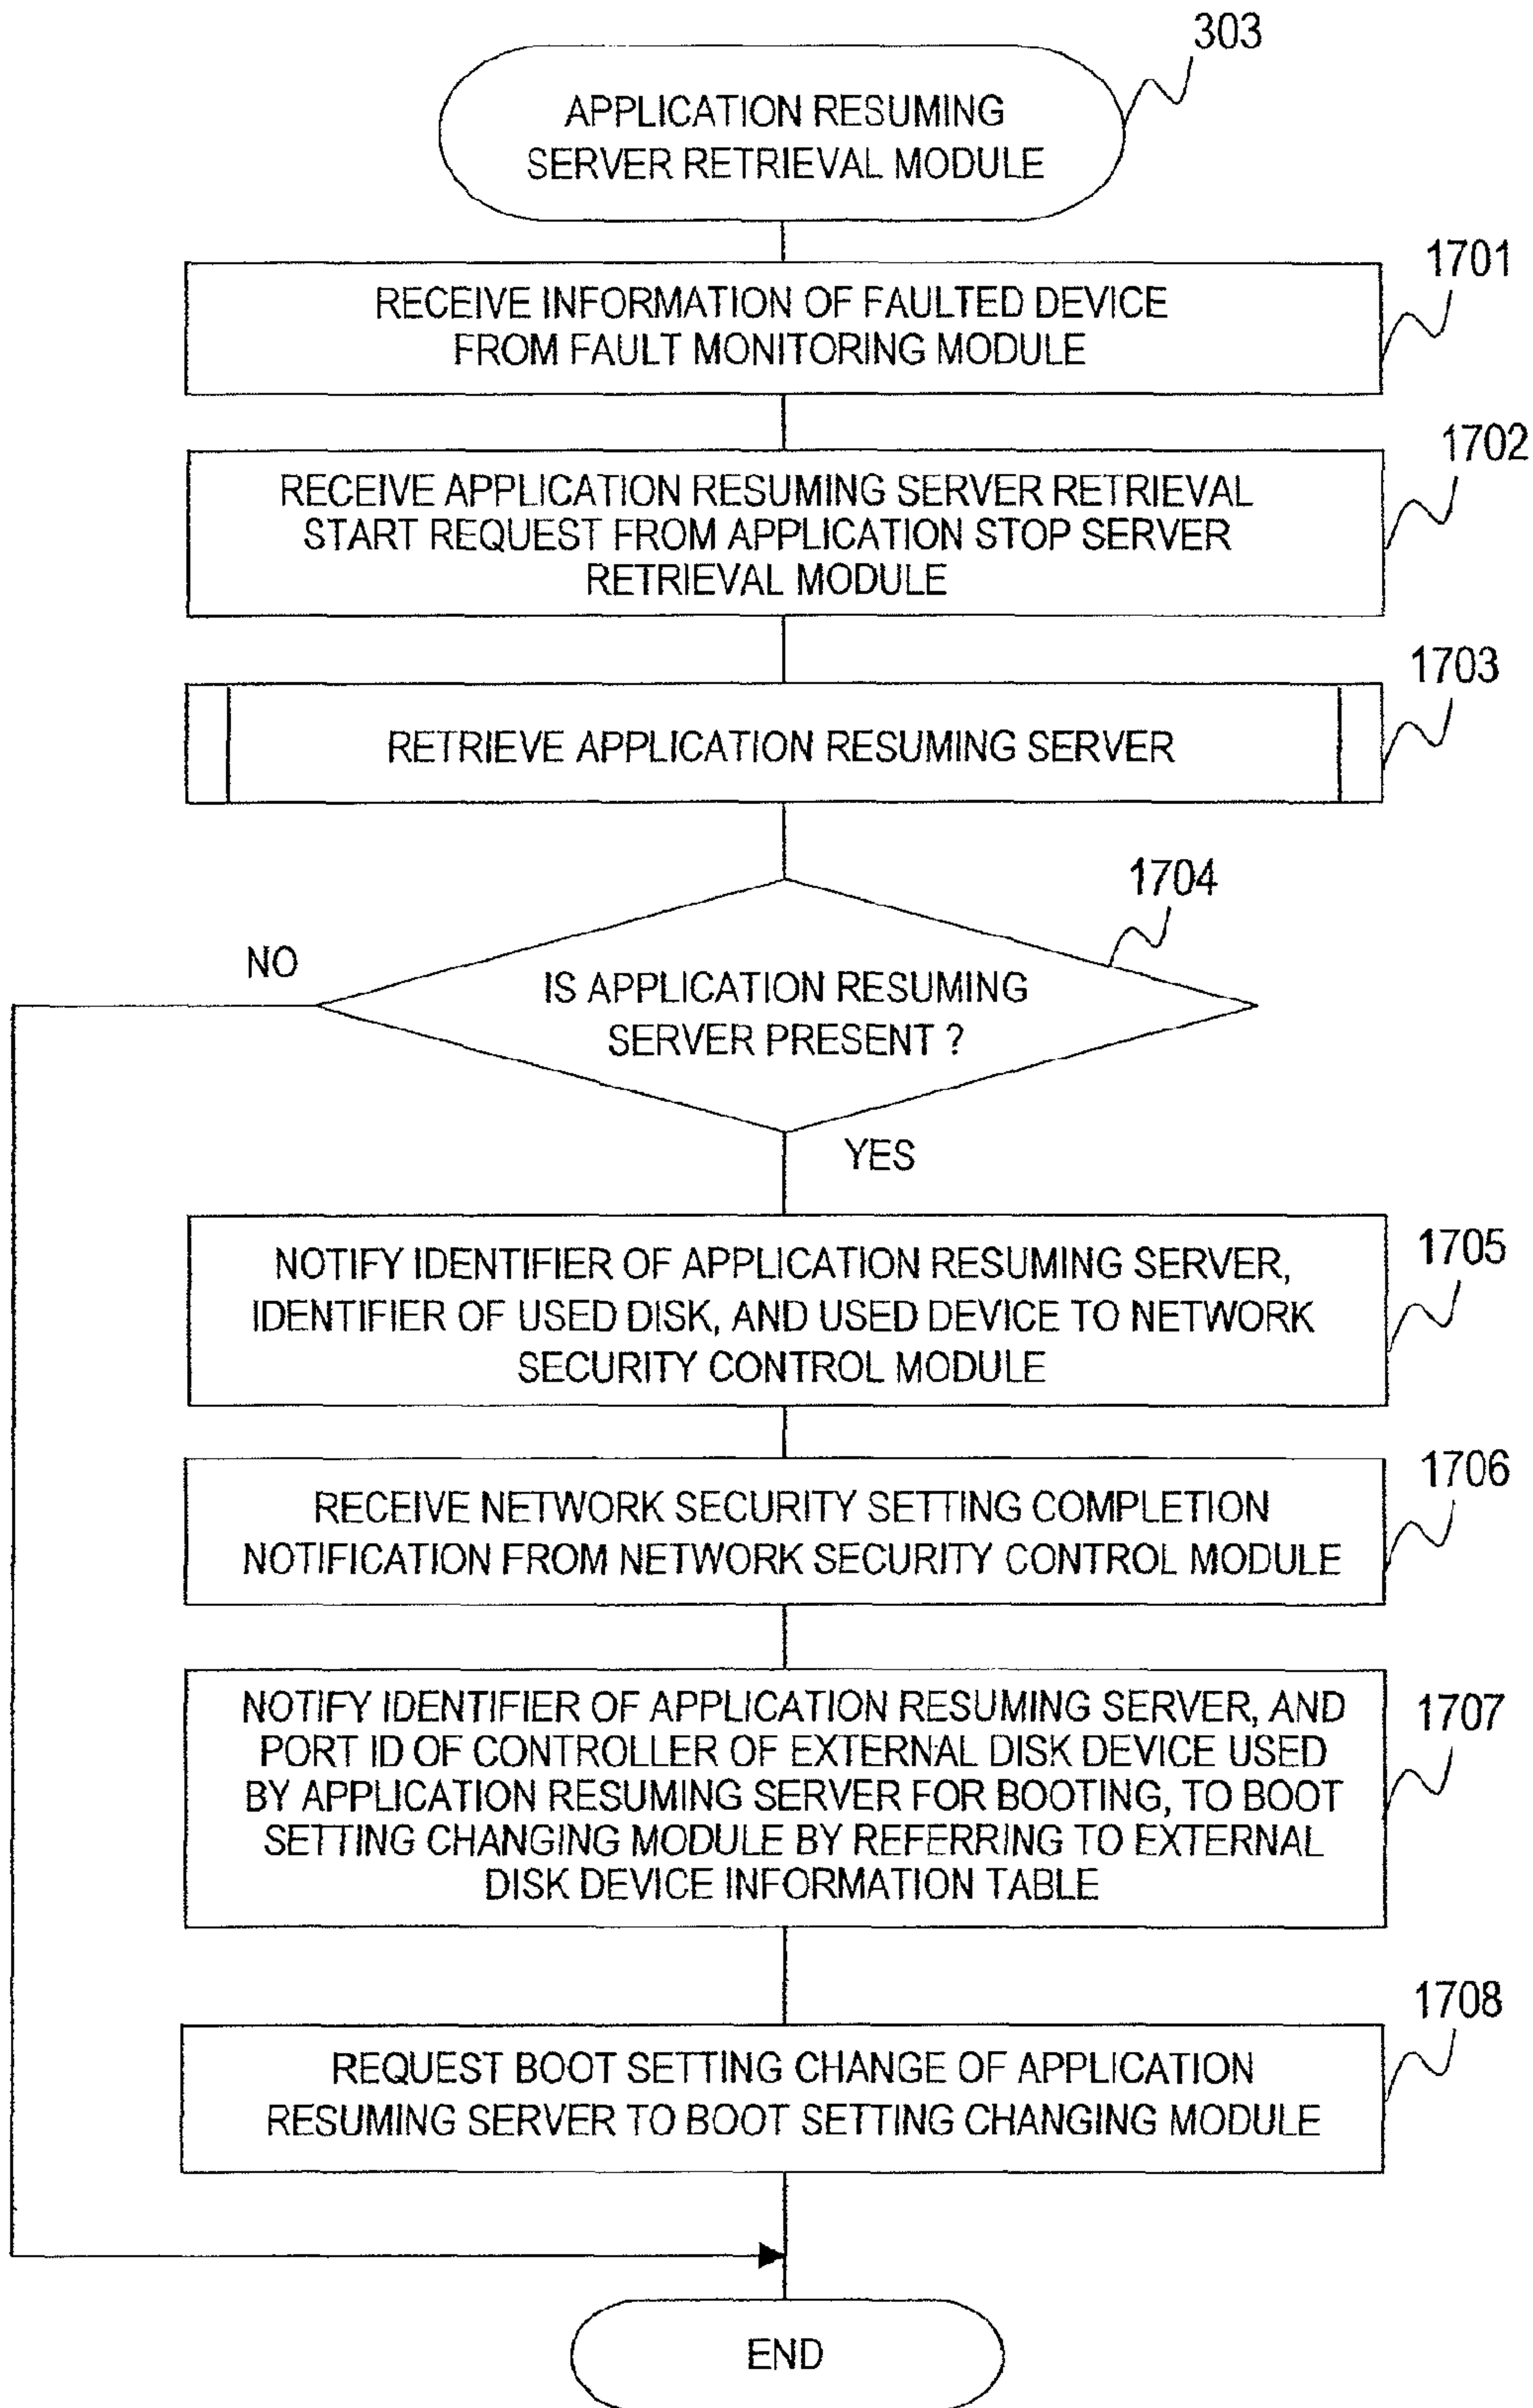 303
APPLICATION RESUMING
SERVER RETRIEVAL MODULE
1701
RECEIVE INFORMATION OF FAULTED DEVICE
FROM FAULT MONITORING MODULE
1702
RECEIVE APPLICATION RESUMING SERVER RETRIEVAL
START REQUEST FROM APPLICATION STOP SERVER
RETRIEVAL MODULE
1703
RETRIEVE APPLICATION RESUMING SERVER
1704
NO
IS APPLICATION RESUMING
SERVER PRESENT ?
YES
1705
NOTIFY IDENTIFIER OF APPLICATION RESUMING SERVER,
IDENTIFIER OF USED DISK, AND USED DEVICE TO NETWORK
SECURITY CONTROL MODULE
1706
RECEIVE NETWORK SECURITY SETTING COMPLETION
NOTIFICATION FROM NETWORK SECURITY CONTROL MODULE
1707
NOTIFY IDENTIFIER OF APPLICATION RESUMING SERVER, AND
PORT ID OF CONTROLLER OF EXTERNAL DISK DEVICE USED
BY APPLICATION RESUMING SERVER FOR BOOTING, TO BOOT
SETTING CHANGING MODULE BY REFERRING TO EXTERNAL
DISK DEVICE INFORMATION TABLE
1708
REQUEST BOOT SETTING CHANGE OF APPLICATION
RESUMING SERVER TO BOOT SETTING CHANGING MODULE
END